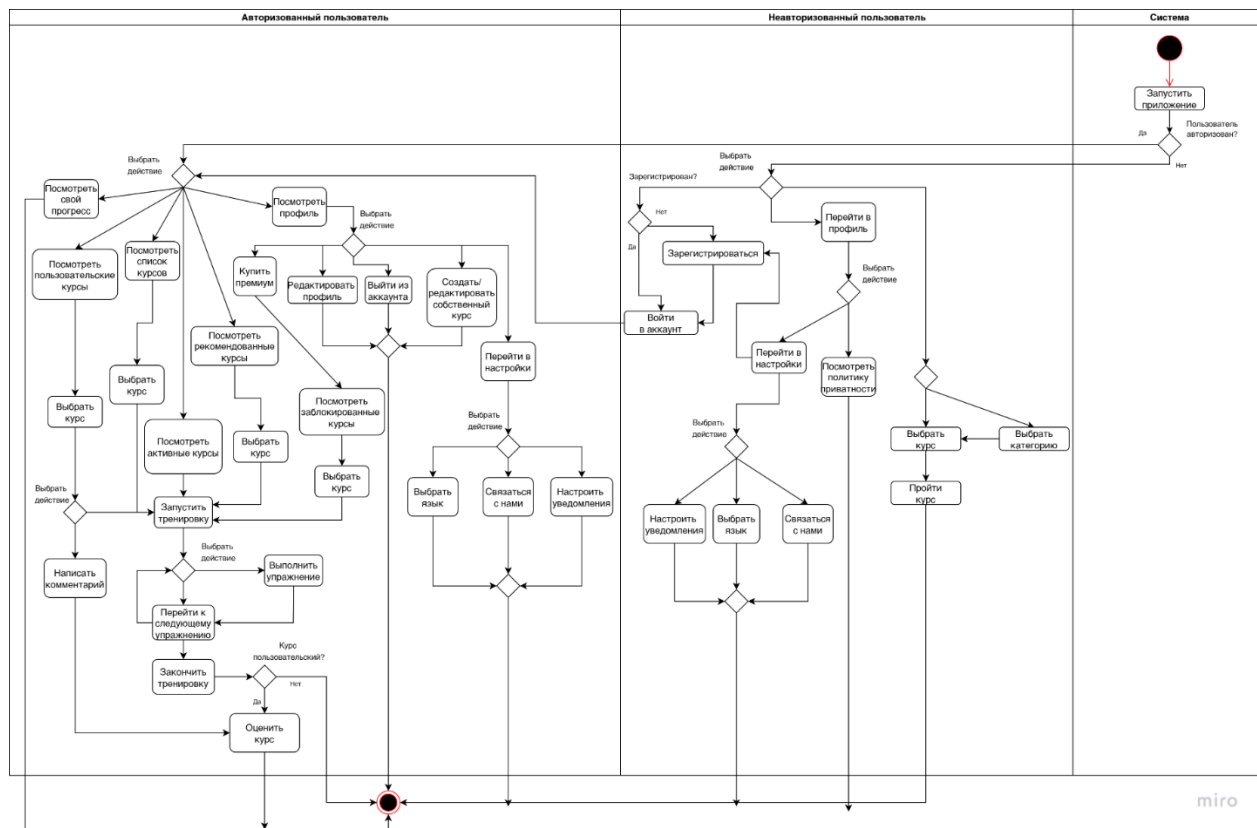 Авторизованный пользователь
Неавторизованный пользователь
Система
Запустить
приложение
Пользователь
авторизован?
Да
Нет
Выбрать
действие
Посмотреть
свой
прогресс
Посмотреть
профиль
Выбрать
действие
Посмотреть
пользовательские
курсы
Посмотреть
список
курсов
Купить
премиум
Редактировать
профиль
Выйти из
аккаунта
Создать/
редактировать
собственный
курс
Посмотреть
рекомендованные
курсы
Перейти в
настройки
Выбрать
курс
Выбрать
курс
Посмотреть
заблокированные
курсы
Посмотреть
активные курсы
Выбрать
курс
Выбрать
курс
Выбрать
действие
Выбрать
язык
Связаться
с нами
Настроить
уведомления
Выбрать
действие
Запустить
тренировку
Выбрать
действие
Написать
комментарий
Выполнить
упражнение
Перейти к
следующему
упражнению
Закончить
тренировку
Курс
пользовательский?
Нет
Да
Оценить
курс
Зарегистрирован?
Выбрать
действие
Нет
Да
Зарегистрироваться
Перейти в
профиль
Выбрать
действие
Войти
в аккаунт
Перейти в
настройки
Посмотреть
политику
приватности
Выбрать
действие
Выбрать
курс
Выбрать
категорию
Пройти
курс
Настроить
уведомления
Выбрать
язык
Связаться
с нами
miro